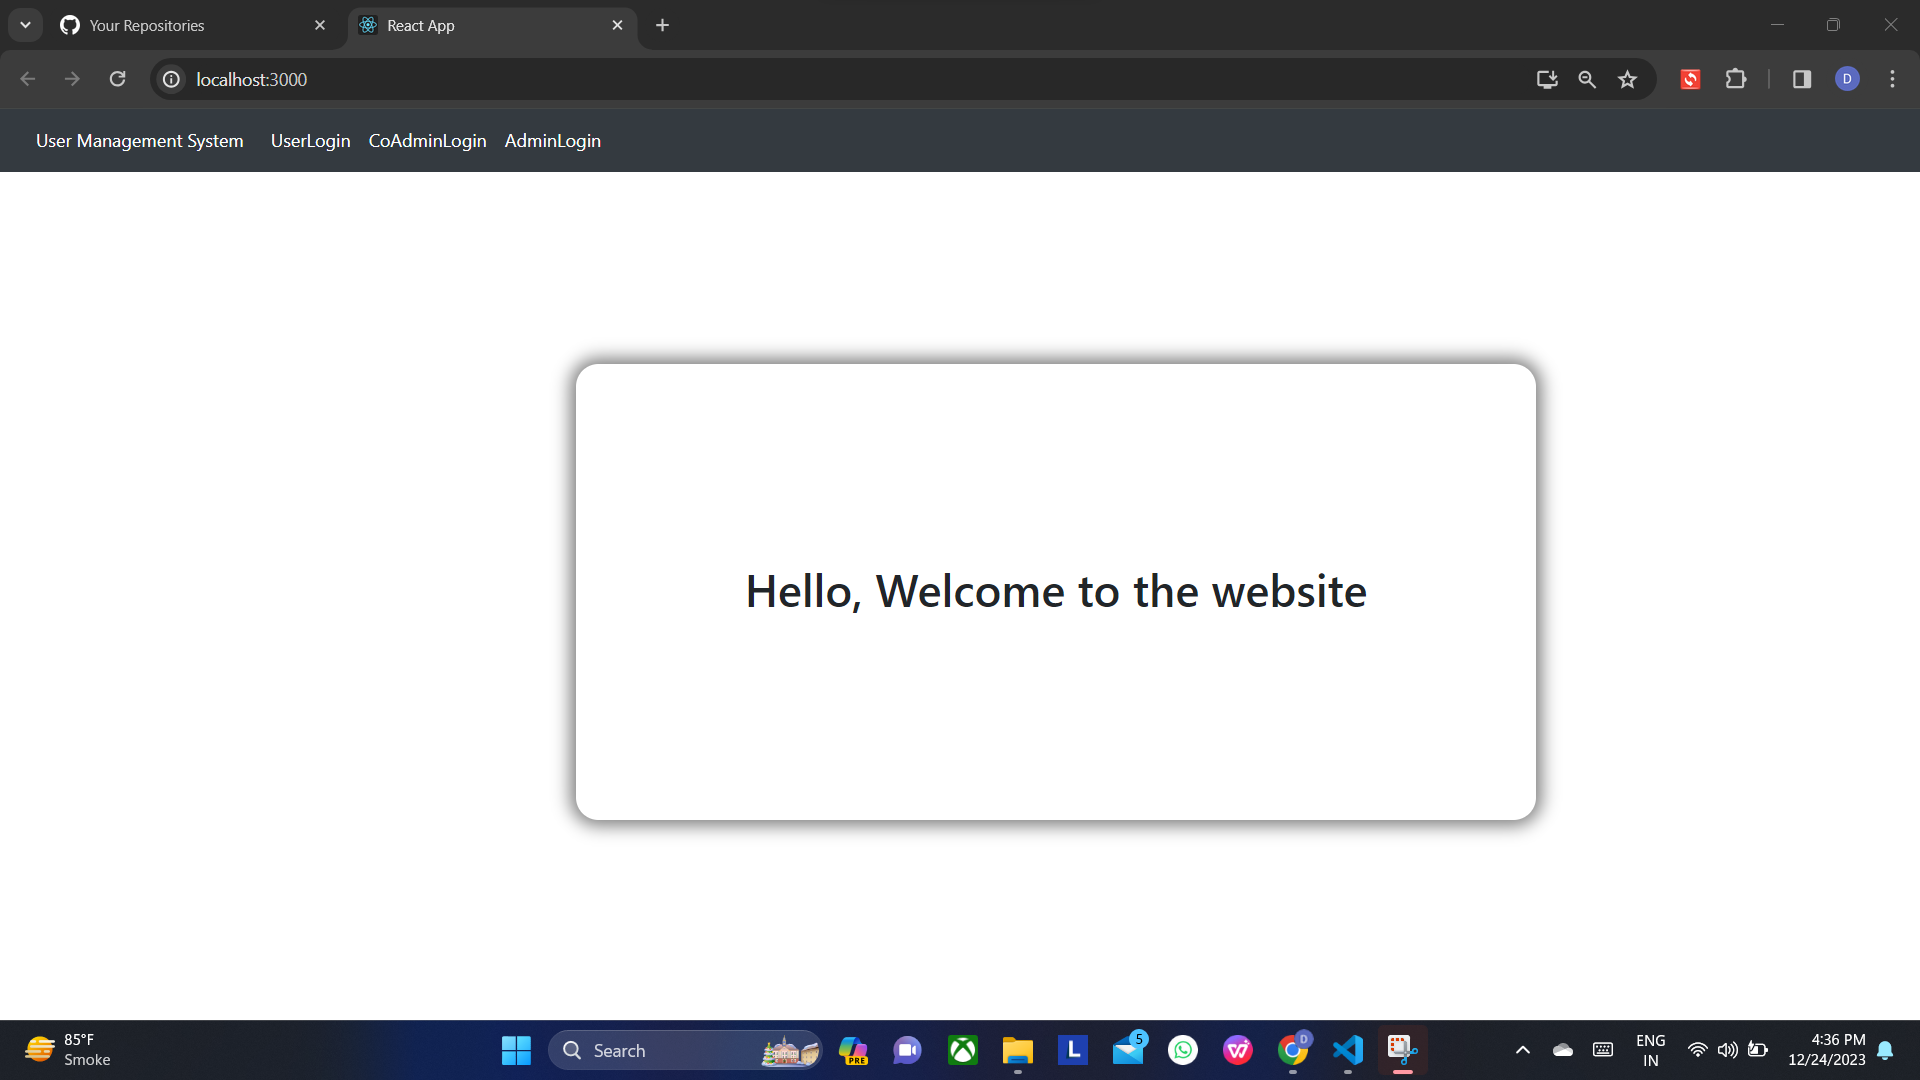 Your Repositories
React App
localhost:3000
D
User Management System UserLogin CoAdminLogin AdminLogin
Hello, Welcome to the website
85°F
Smoke
Search
PRE
L
5
D
ENG
IN
4:36 PM
12/24/2023